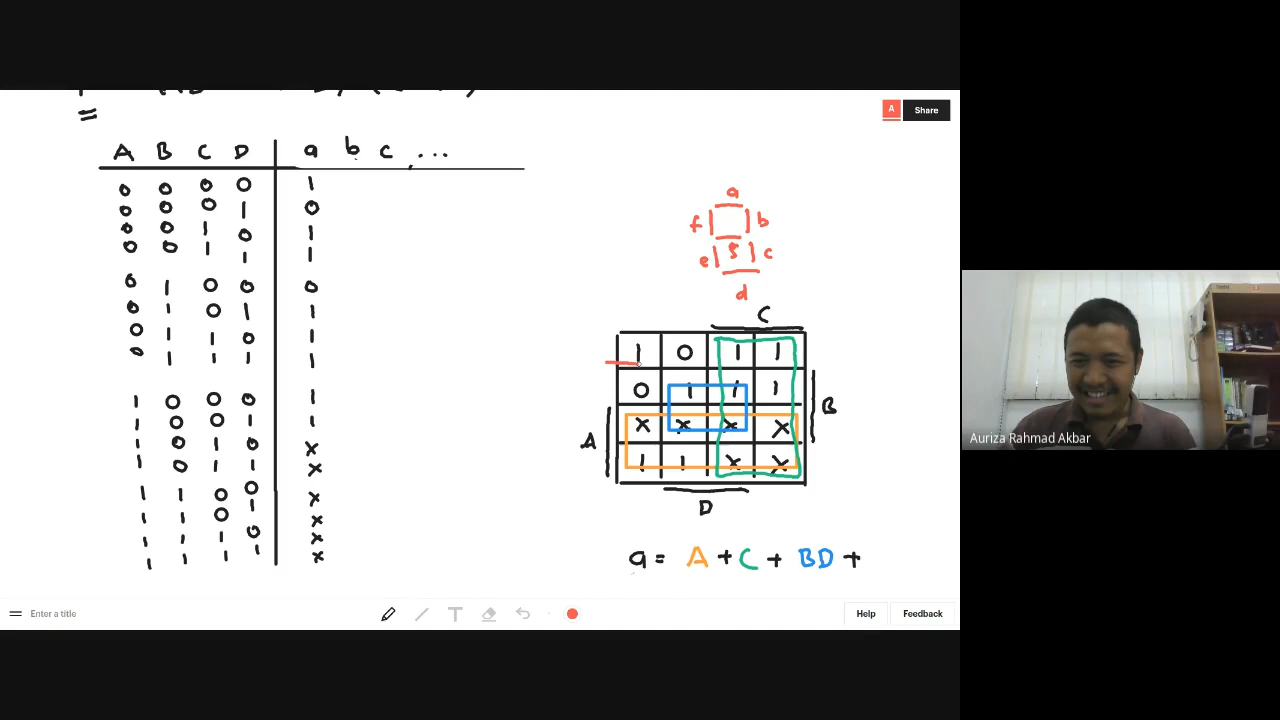 =
A Share
A B C D a b c , ...
0 0 0 0 1
0 0 0 1 0
0 0 1 0 1
0 0 1 1 1
0 1 0 0 0
0 1 0 1 1
0 1 1 0 1
0 1 1 1 1
1 0 0 0 1
1 0 0 1 1
1 0 1 0 x
1 0 1 1 x
1 1 0 0 x
1 1 0 1 x
1 1 1 0 x
1 1 1 1 x
a
f b
e g c
d
C
1 0 1 1
0 1 1 1
B
x x x x
A
1 1 x x
D
a = A + C + BD +
Auriza Rahmad Akbar
Enter a title
T
Help
Feedback